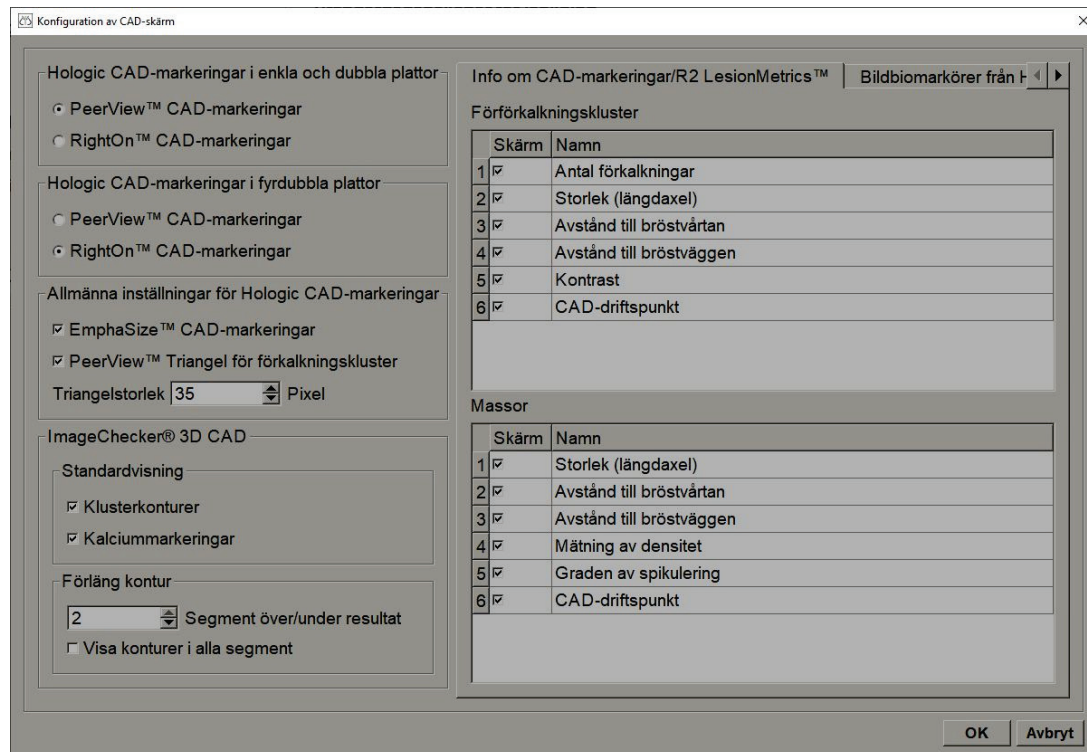 Konfiguration av CAD-skärm
Hologic CAD-markeringar i enkla och dubbla plattor
PeerView™ CAD-markeringar
RightOn™ CAD-markeringar
Hologic CAD-markeringar i fyrdubbla plattor
PeerView™ CAD-markeringar
RightOn™ CAD-markeringar
Allmänna inställningar för Hologic CAD-markeringar
EmphaSize™ CAD-markeringar
PeerView™ Triangel för förkalkningskluster
Triangelstorlek 35 Pixel
ImageChecker® 3D CAD
Standardvisning
Klusterkonturer
Kalciummarkeringar
Förläng kontur
2 Segment över/under resultat
Visa konturer i alla segment
Info om CAD-markeringar/R2 LesionMetrics™
Bildbiomarkörer från
Förförkalkningskluster
Skärm Namn
1 Antal förkalkningar
2 Storlek (längdaxel)
3 Avstånd till bröstvårtan
4 Avstånd till bröstväggen
5 Kontrast
6 CAD-driftspunkt
Massor
Skärm Namn
1 Storlek (längdaxel)
2 Avstånd till bröstvårtan
3 Avstånd till bröstväggen
4 Mätning av densitet
5 Graden av spikulering
6 CAD-driftspunkt
OK Avbryt